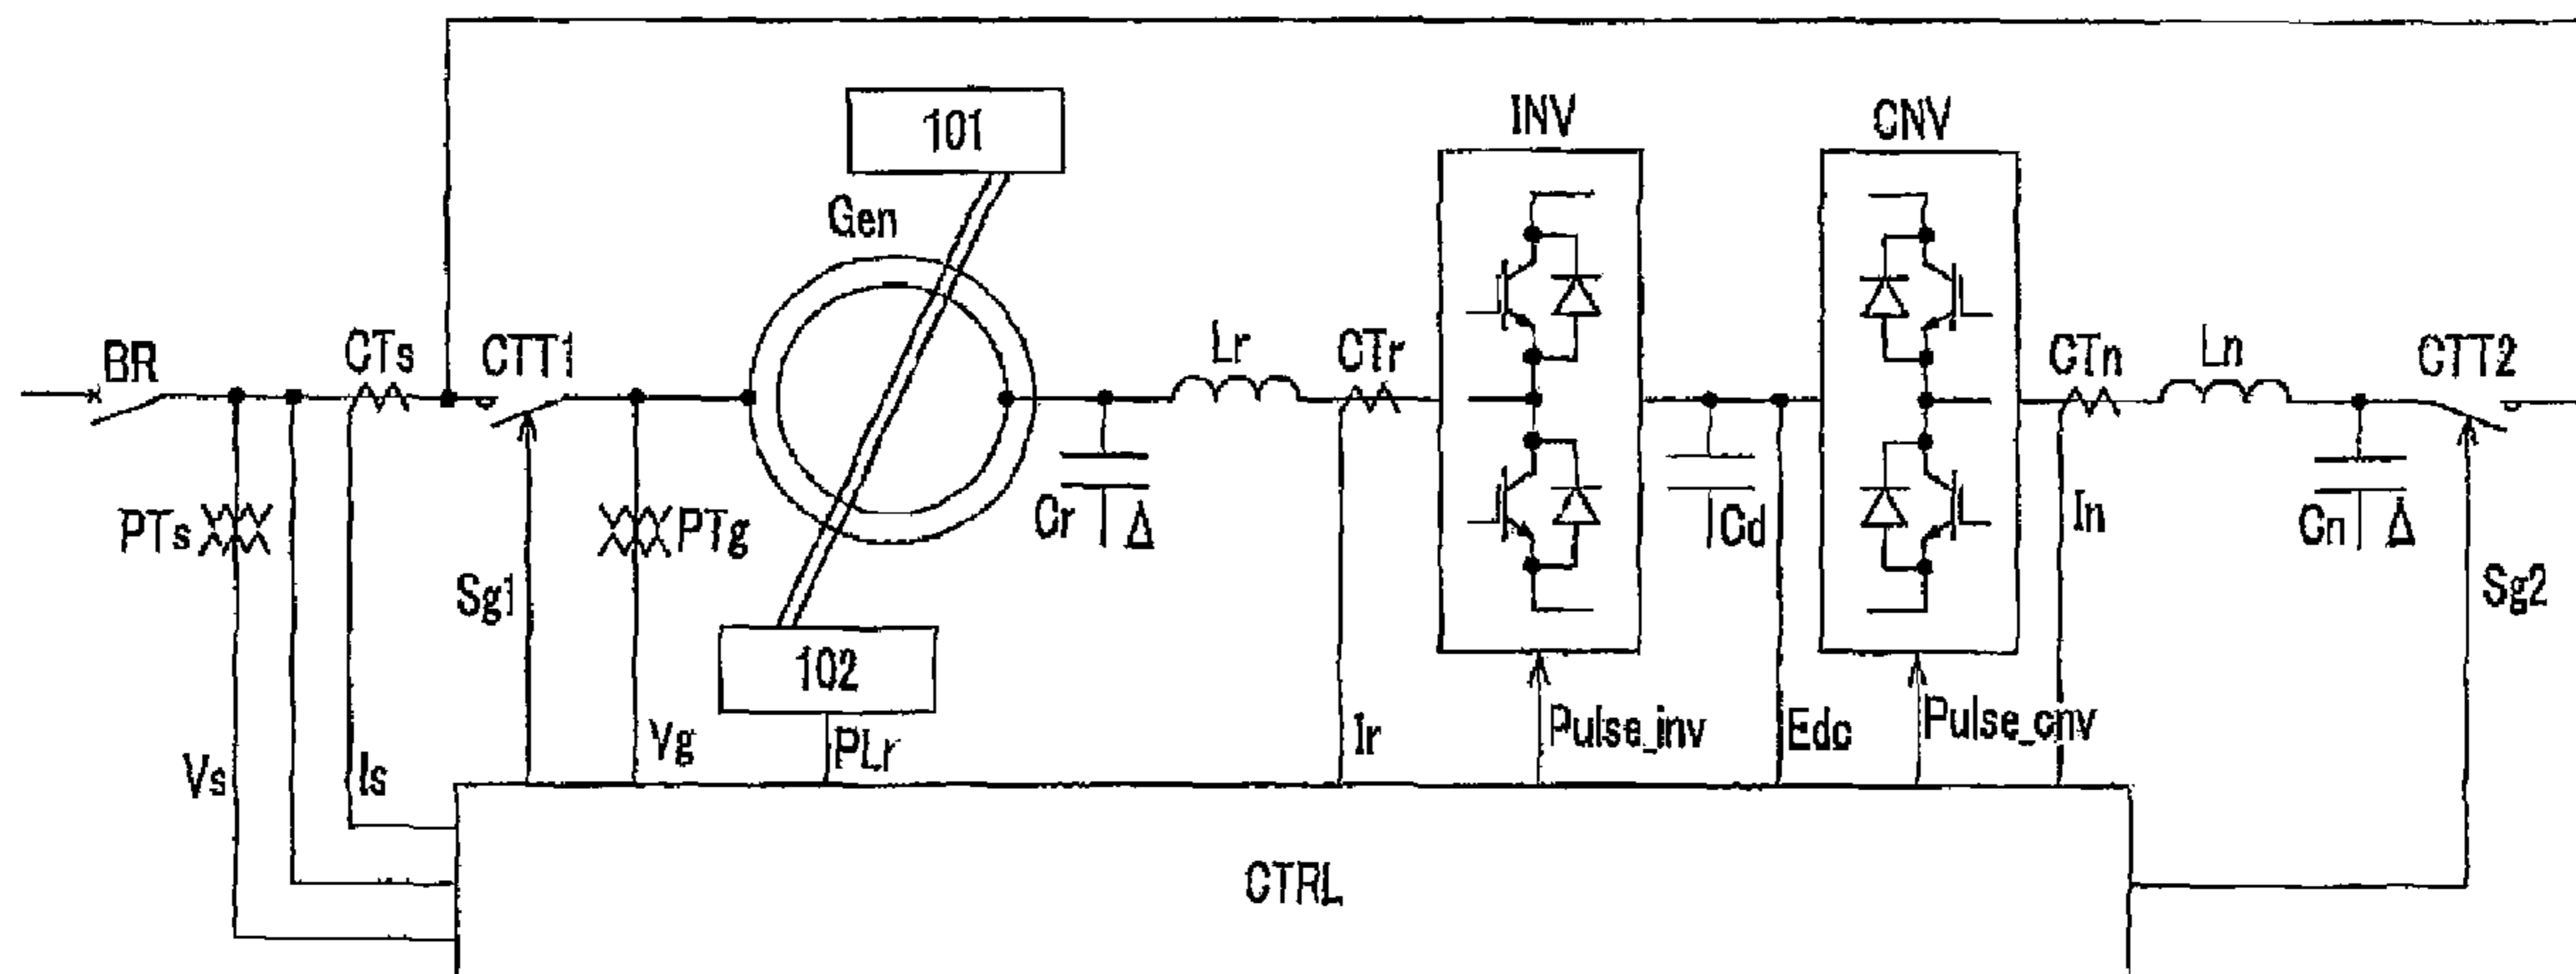 101
INV
CNV
Gen
BR
CTs
CTT1
Lr
CTr
CTn
Ln
CTT2
PTs
PTg
Cr
Δ
Cd
In
Cn
Δ
Sg1
Sg2
102
Vs
Is
Vg
PLr
Ir
Pulse_inv
Edc
Pulse_cnv
CTRL